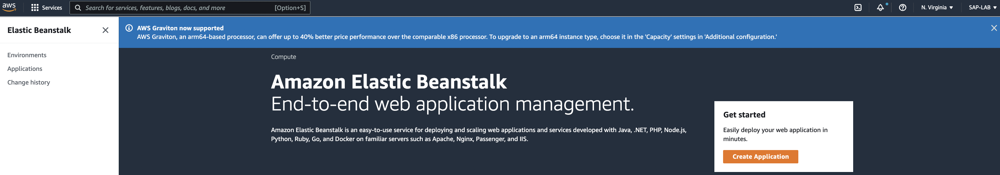 aws
Services
Search for services, features, blogs, docs, and more
[Option+S]
N. Virginia
SAP-LAB
Elastic Beanstalk
Environments
Applications
Change history
AWS Graviton now supported
AWS Graviton, an arm64-based processor, can offer up to 40% better price performance over the comparable x86 processor. To upgrade to an arm64 instance type, choose it in the 'Capacity' settings in 'Additional configuration.'
Compute
Amazon Elastic Beanstalk
End-to-end web application management.
Amazon Elastic Beanstalk is an easy-to-use service for deploying and scaling web applications and services developed with Java, .NET, PHP, Node.js,
Python, Ruby, Go, and Docker on familiar servers such as Apache, Nginx, Passenger, and IIS.
Get started
Easily deploy your web application in
minutes.
Create Application